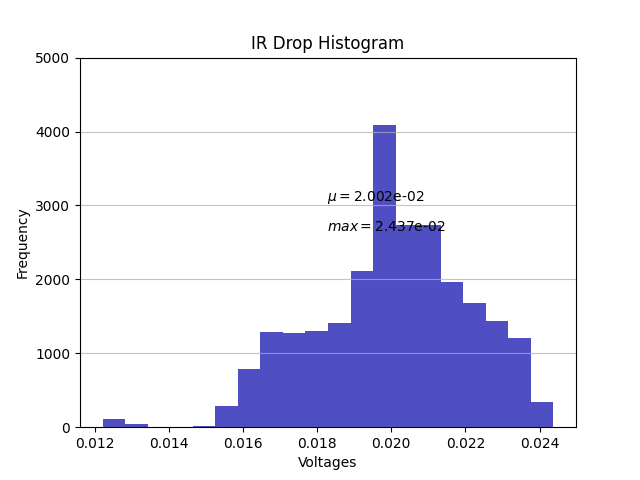 IR Drop Histogram
5000
4000
3000
2000
1000
0
Frequency
μ = 2.002e-02
max = 2.437e-02
0.012 0.014 0.016 0.018 0.020 0.022 0.024
Voltages